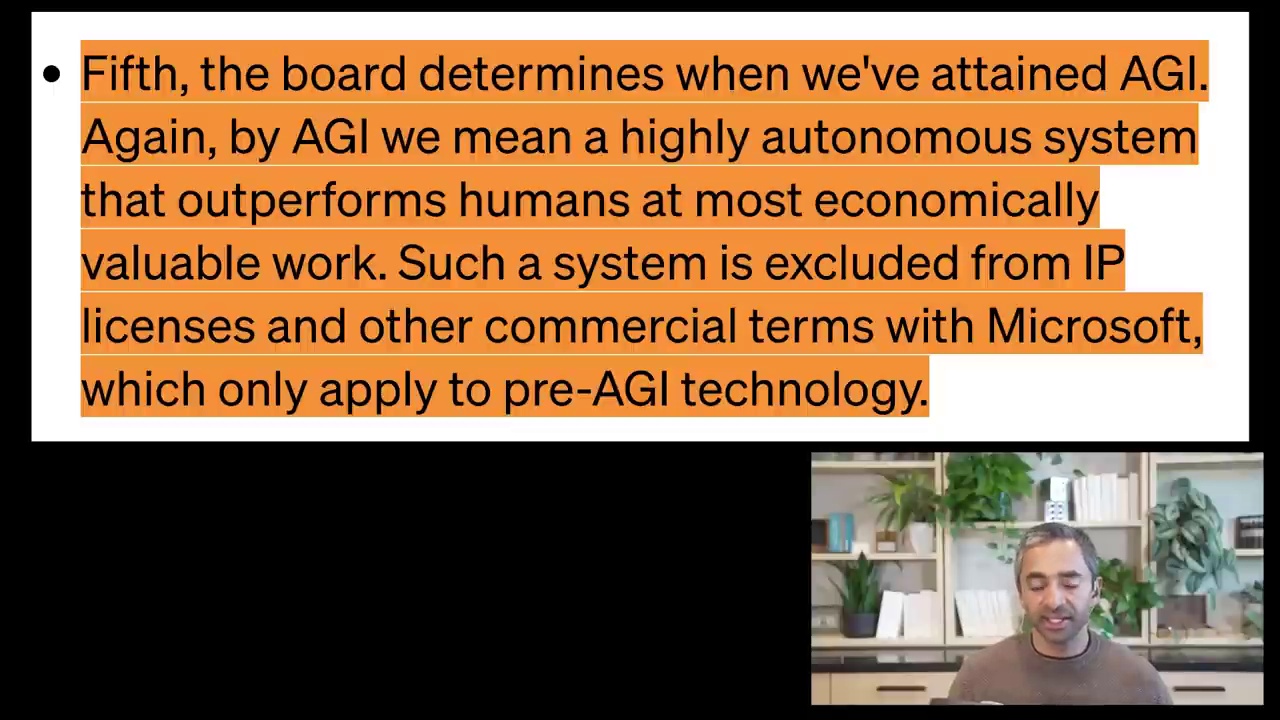 • Fifth, the board determines when we've attained AGI.
Again, by AGI we mean a highly autonomous system
that outperforms humans at most economically
valuable work. Such a system is excluded from IP
licenses and other commercial terms with Microsoft,
which only apply to pre-AGI technology.